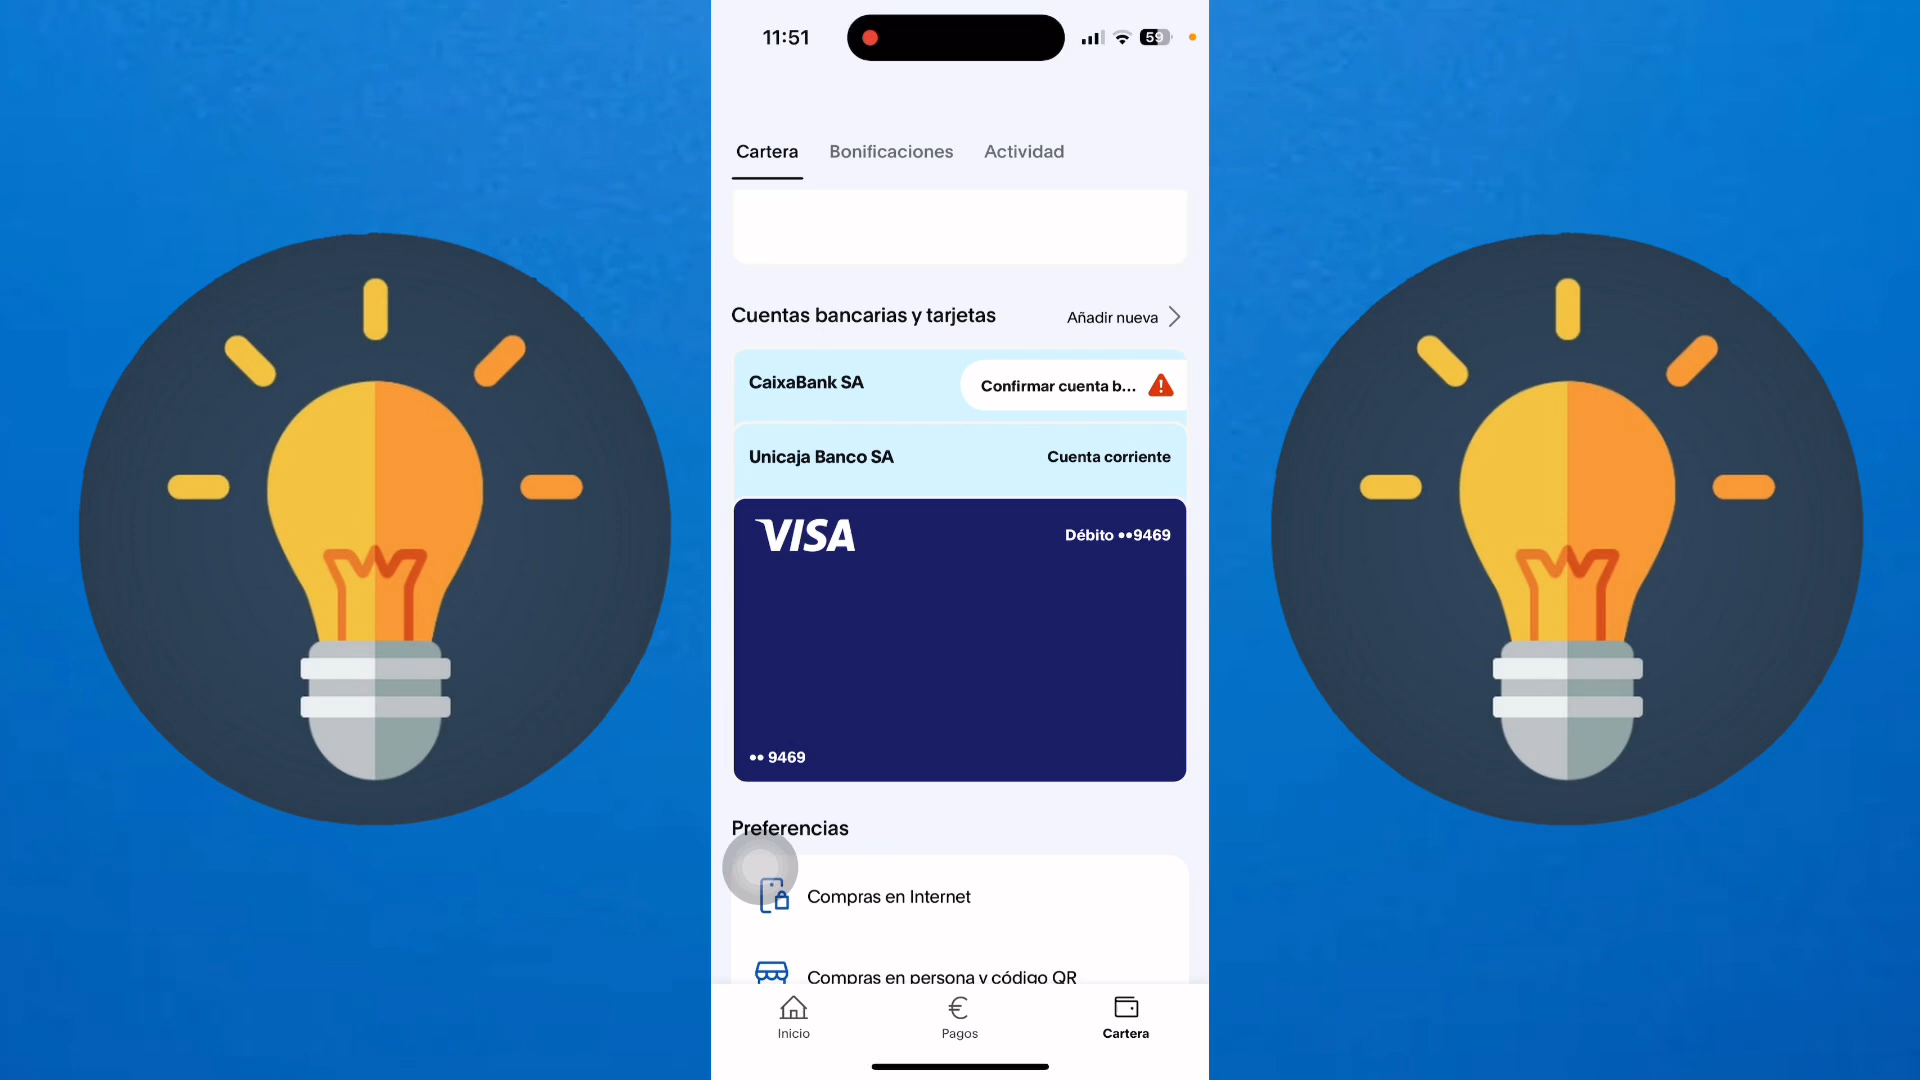 11:51
59
Cartera Bonificaciones Actividad
Cuentas bancarias y tarjetas Añadir nueva
CaixaBank SA Confirmar cuenta b...
Unicaja Banco SA Cuenta corriente
VISA Débito ••9469
•• 9469
Preferencias
Compras en Internet
Compras en persona y código QR
Inicio Pagos Cartera